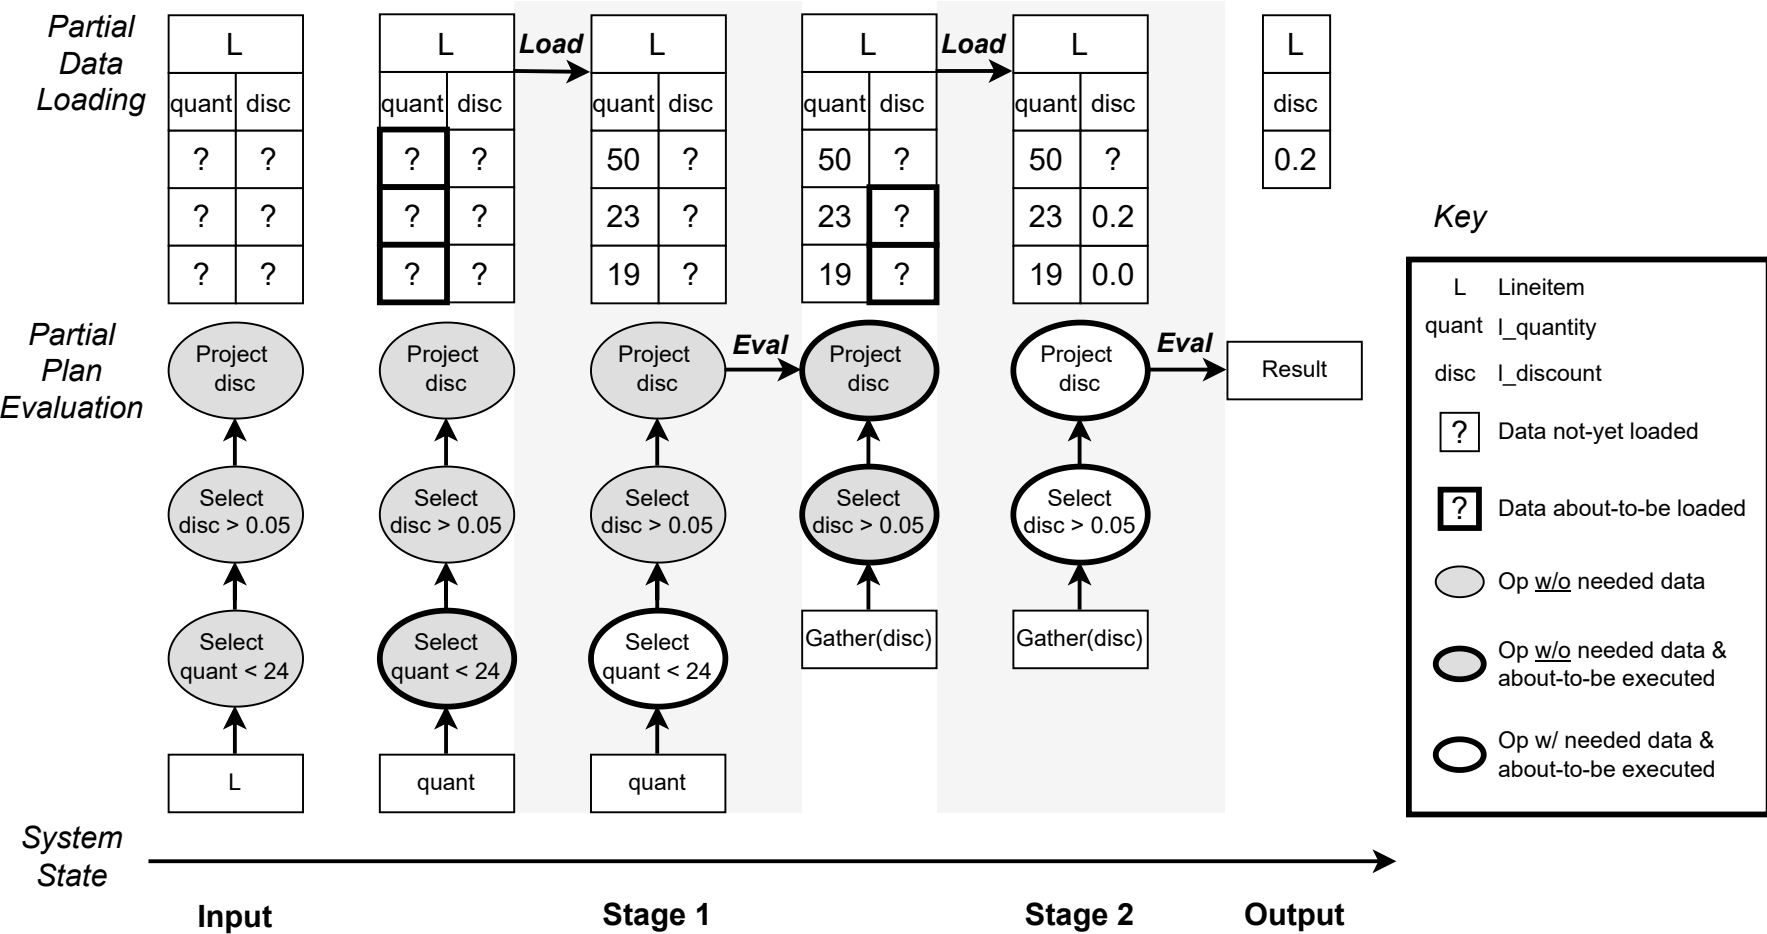 Partial
Data
Loading
L
quant disc
? ?
? ?
? ?
L
quant disc
? ?
? ?
? ?
Load
L
quant disc
50 ?
23 ?
19 ?
L
quant disc
50 ?
23 ?
19 ?
Load
L
quant disc
50 ?
23 0.2
19 0.0
L
disc
0.2
Partial
Plan
Evaluation
Project
disc
Select
disc > 0.05
Select
quant < 24
L
Project
disc
Select
disc > 0.05
Select
quant < 24
quant
Project
disc
Select
disc > 0.05
Select
quant < 24
quant
Eval
Project
disc
Select
disc > 0.05
Gather(disc)
Project
disc
Select
disc > 0.05
Gather(disc)
Eval
Result
Key
L Lineitem
quant l_quantity
disc l_discount
? Data not-yet loaded
? Data about-to-be loaded
Op w/o needed data
Op w/o needed data &
about-to-be executed
Op w/ needed data &
about-to-be executed
System
State
Input
Stage 1
Stage 2
Output